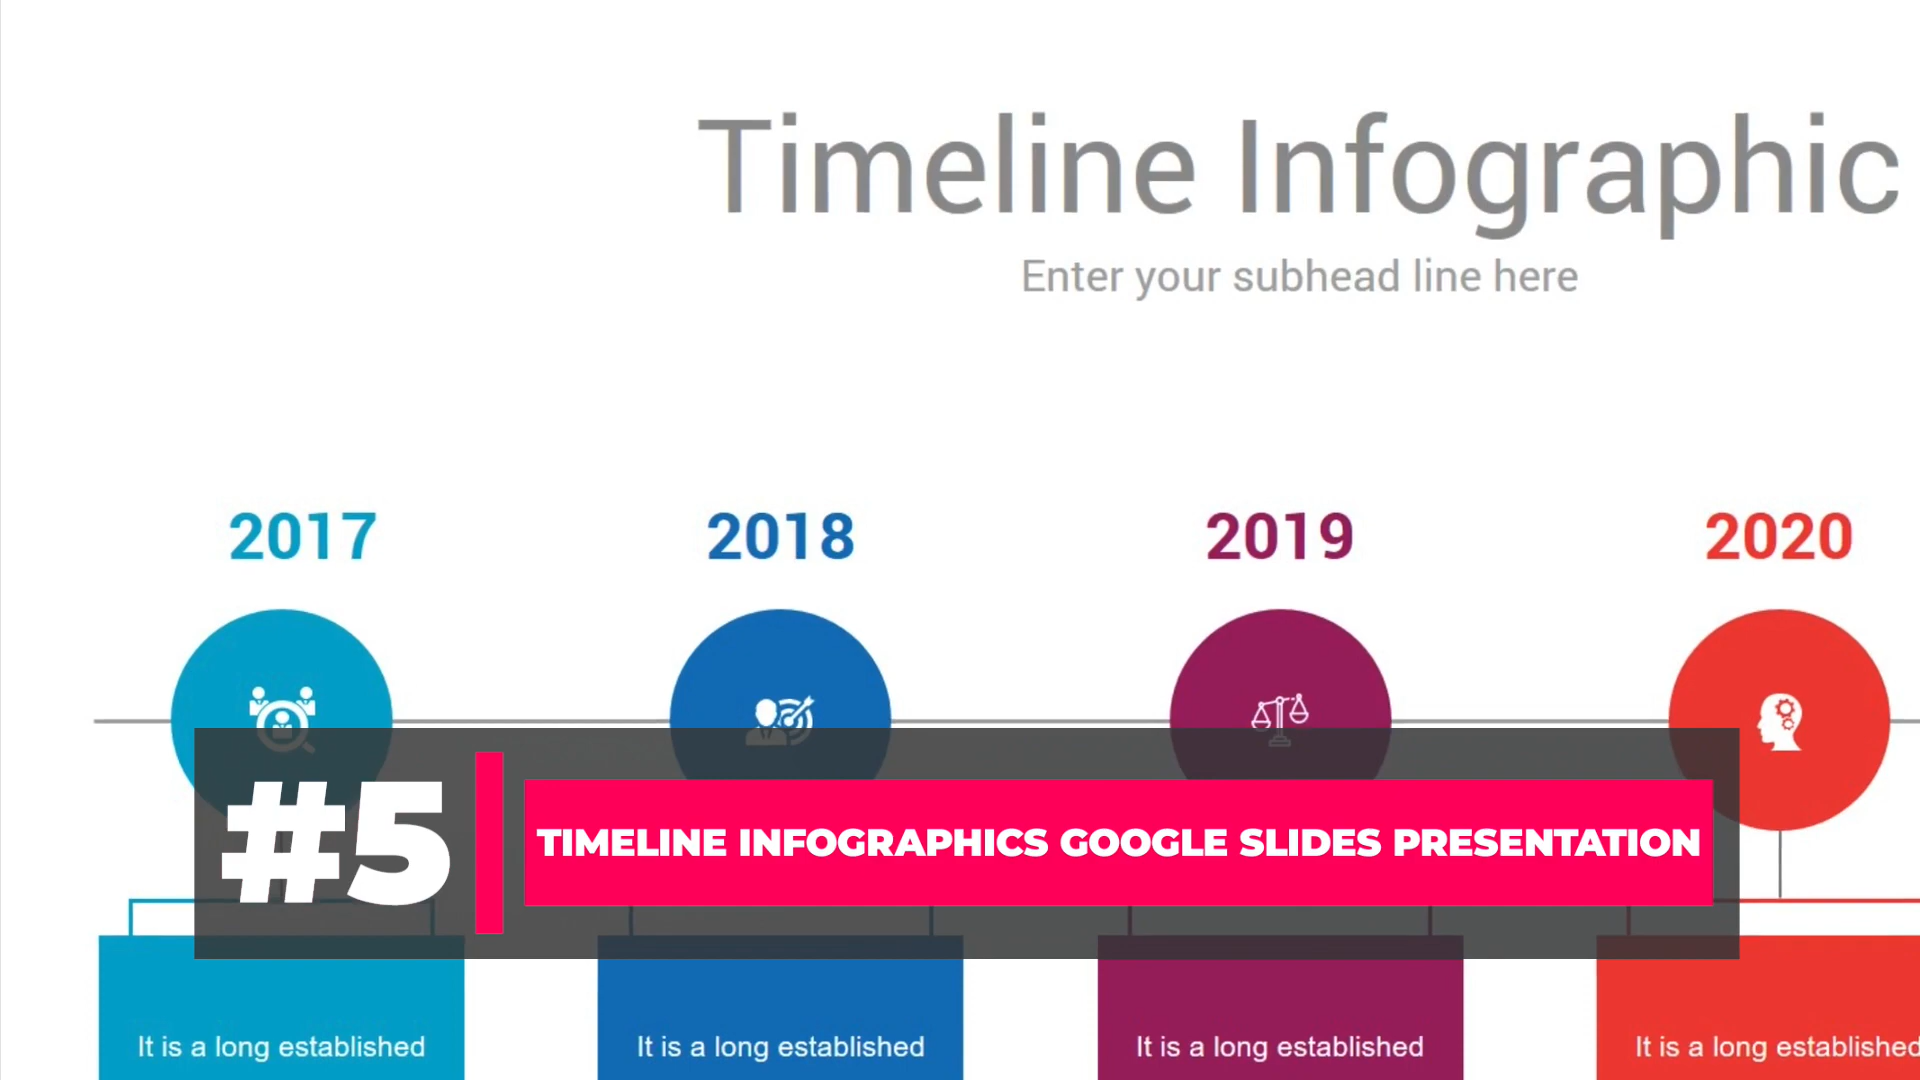 Timeline Infographic
Enter your subhead line here
2017
2018
2019
2020
#5
TIMELINE INFOGRAPHICS GOOGLE SLIDES PRESENTATION
It is a long established
It is a long established
It is a long established
It is a long established